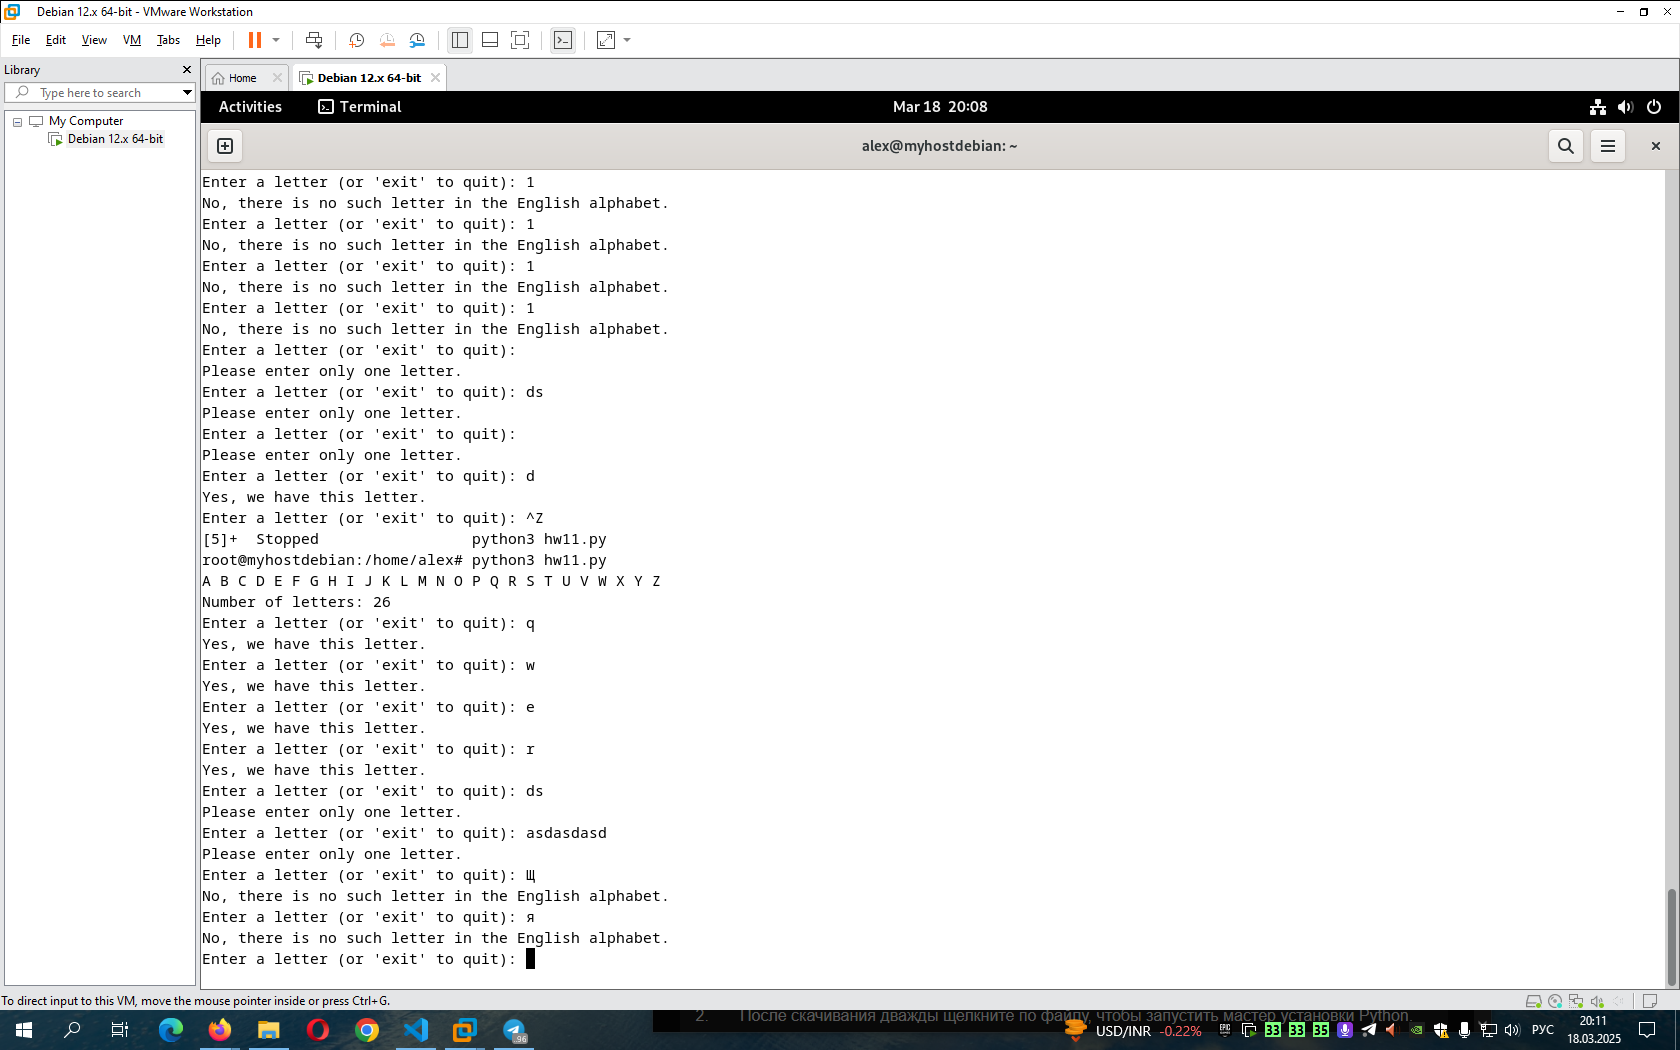 Debian 12.x 64-bit - VMware Workstation
File Edit View VM Tabs Help
Library
Type here to search
My Computer
Debian 12.x 64-bit
Home
Debian 12.x 64-bit
Activities
Terminal
Mar 18 20:08
alex@myhostdebian: ~
Enter a letter (or 'exit' to quit): 1
No, there is no such letter in the English alphabet.
Enter a letter (or 'exit' to quit): 1
No, there is no such letter in the English alphabet.
Enter a letter (or 'exit' to quit): 1
No, there is no such letter in the English alphabet.
Enter a letter (or 'exit' to quit): 1
No, there is no such letter in the English alphabet.
Enter a letter (or 'exit' to quit):
Please enter only one letter.
Enter a letter (or 'exit' to quit): ds
Please enter only one letter.
Enter a letter (or 'exit' to quit):
Please enter only one letter.
Enter a letter (or 'exit' to quit): d
Yes, we have this letter.
Enter a letter (or 'exit' to quit): ^Z
[5]+  Stopped                 python3 hw11.py
root@myhostdebian:/home/alex# python3 hw11.py
A B C D E F G H I J K L M N O P Q R S T U V W X Y Z
Number of letters: 26
Enter a letter (or 'exit' to quit): q
Yes, we have this letter.
Enter a letter (or 'exit' to quit): w
Yes, we have this letter.
Enter a letter (or 'exit' to quit): e
Yes, we have this letter.
Enter a letter (or 'exit' to quit): r
Yes, we have this letter.
Enter a letter (or 'exit' to quit): ds
Please enter only one letter.
Enter a letter (or 'exit' to quit): asdasdasd
Please enter only one letter.
Enter a letter (or 'exit' to quit): Щ
No, there is no such letter in the English alphabet.
Enter a letter (or 'exit' to quit): я
No, there is no such letter in the English alphabet.
Enter a letter (or 'exit' to quit):
To direct input to this VM, move the mouse pointer inside or press Ctrl+G.
2. После скачивания дважды щелкните по файлу, чтобы запустить мастер установки Python.
96
USD/INR -0.22%
EPIC
33 33 35
РУС
20:11
18.03.2025